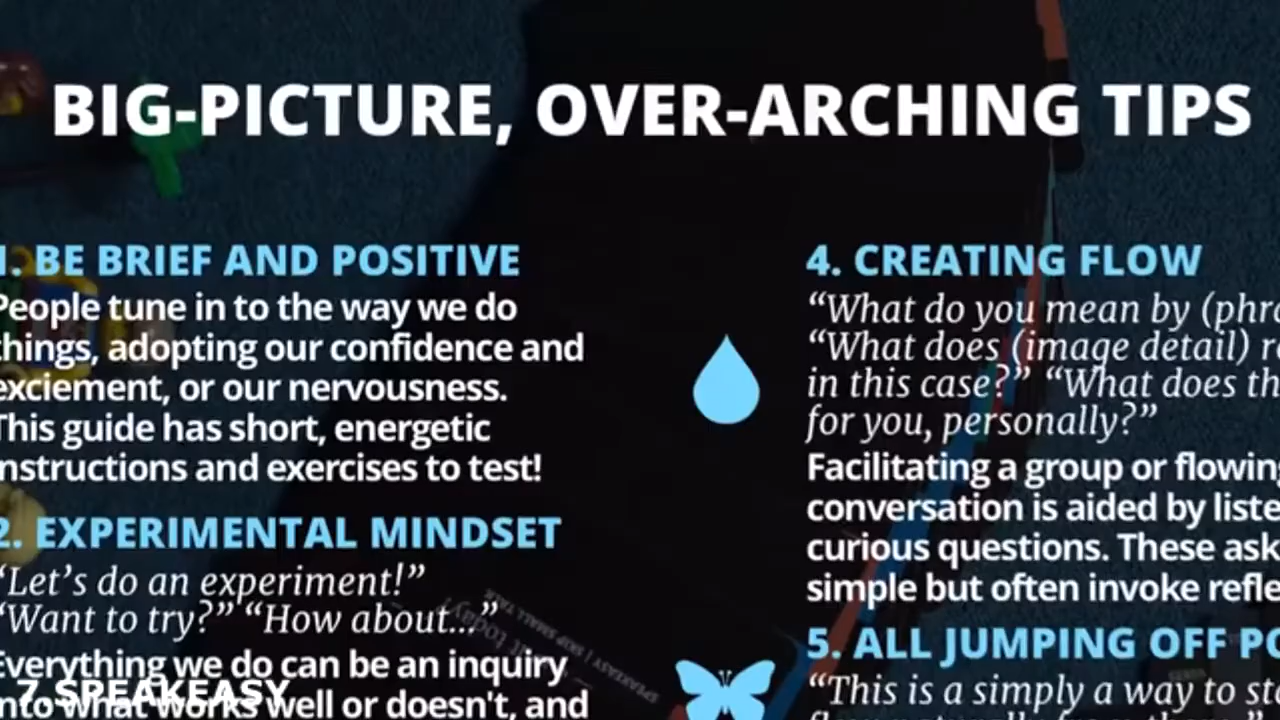 BIG-PICTURE, OVER-ARCHING TIPS
1. BE BRIEF AND POSITIVE
People tune in to the way we do
things, adopting our confidence and
exciement, or our nervousness.
This guide has short, energetic
instructions and exercises to test!
2. EXPERIMENTAL MINDSET
“Let’s do an experiment!”
“Want to try?” “How about...”
Everything we do can be an inquiry
into what works well or doesn't, and
7. SPEAKEASY
4. CREATING FLOW
“What do you mean by (phra
“What does (image detail) re
in this case?” “What does th
for you, personally?”
Facilitating a group or flowing
conversation is aided by liste
curious questions. These ask
simple but often invoke refle
5. ALL JUMPING OFF PO
“This is a simply a way to sta
SPEAKEASY | SKIP SMALL TALK